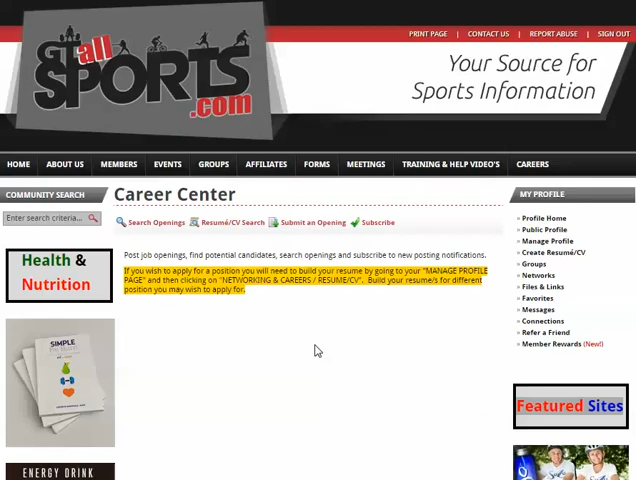 PRINT PAGE | CONTACT US | REPORT ABUSE | SIGN OUT
GTallSPORTS.com
Your Source for
Sports Information
HOME ABOUT US MEMBERS EVENTS GROUPS AFFILIATES FORMS MEETINGS TRAINING & HELP VIDEO'S CAREERS
COMMUNITY SEARCH
Enter search criteria...
Health &
Nutrition
SIMPLE
ENERGY DRINK
Career Center
Search Openings Resumé/CV Search Submit an Opening Subscribe
Post job openings, find potential candidates, search openings and subscribe to new posting notifications.
If you wish to apply for a position you will need to build your resume by going to your "MANAGE PROFILE
PAGE" and then clicking on "NETWORKING & CAREERS / RESUME/CV". Build your resume/s for different
position you may wish to apply for.
MY PROFILE
» Profile Home
» Public Profile
» Manage Profile
» Create Resumé/CV
» Groups
» Networks
» Files & Links
» Favorites
» Messages
» Connections
» Refer a Friend
» Member Rewards (New!)
Featured Sites